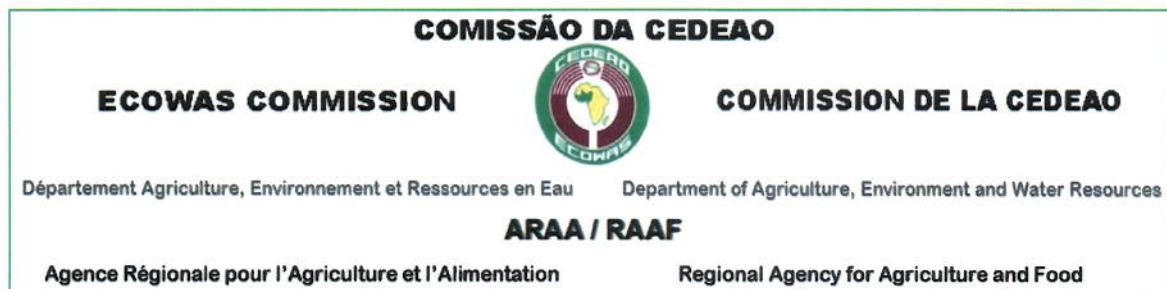 COMISSÃO DA CEDEAO
ECOWAS COMMISSION
CEDEAO
ECOWAS
COMMISSION DE LA CEDEAO
Département Agriculture, Environnement et Ressources en Eau
Department of Agriculture, Environment and Water Resources
ARAA / RAAF
Agence Régionale pour l'Agriculture et l'Alimentation
Regional Agency for Agriculture and Food